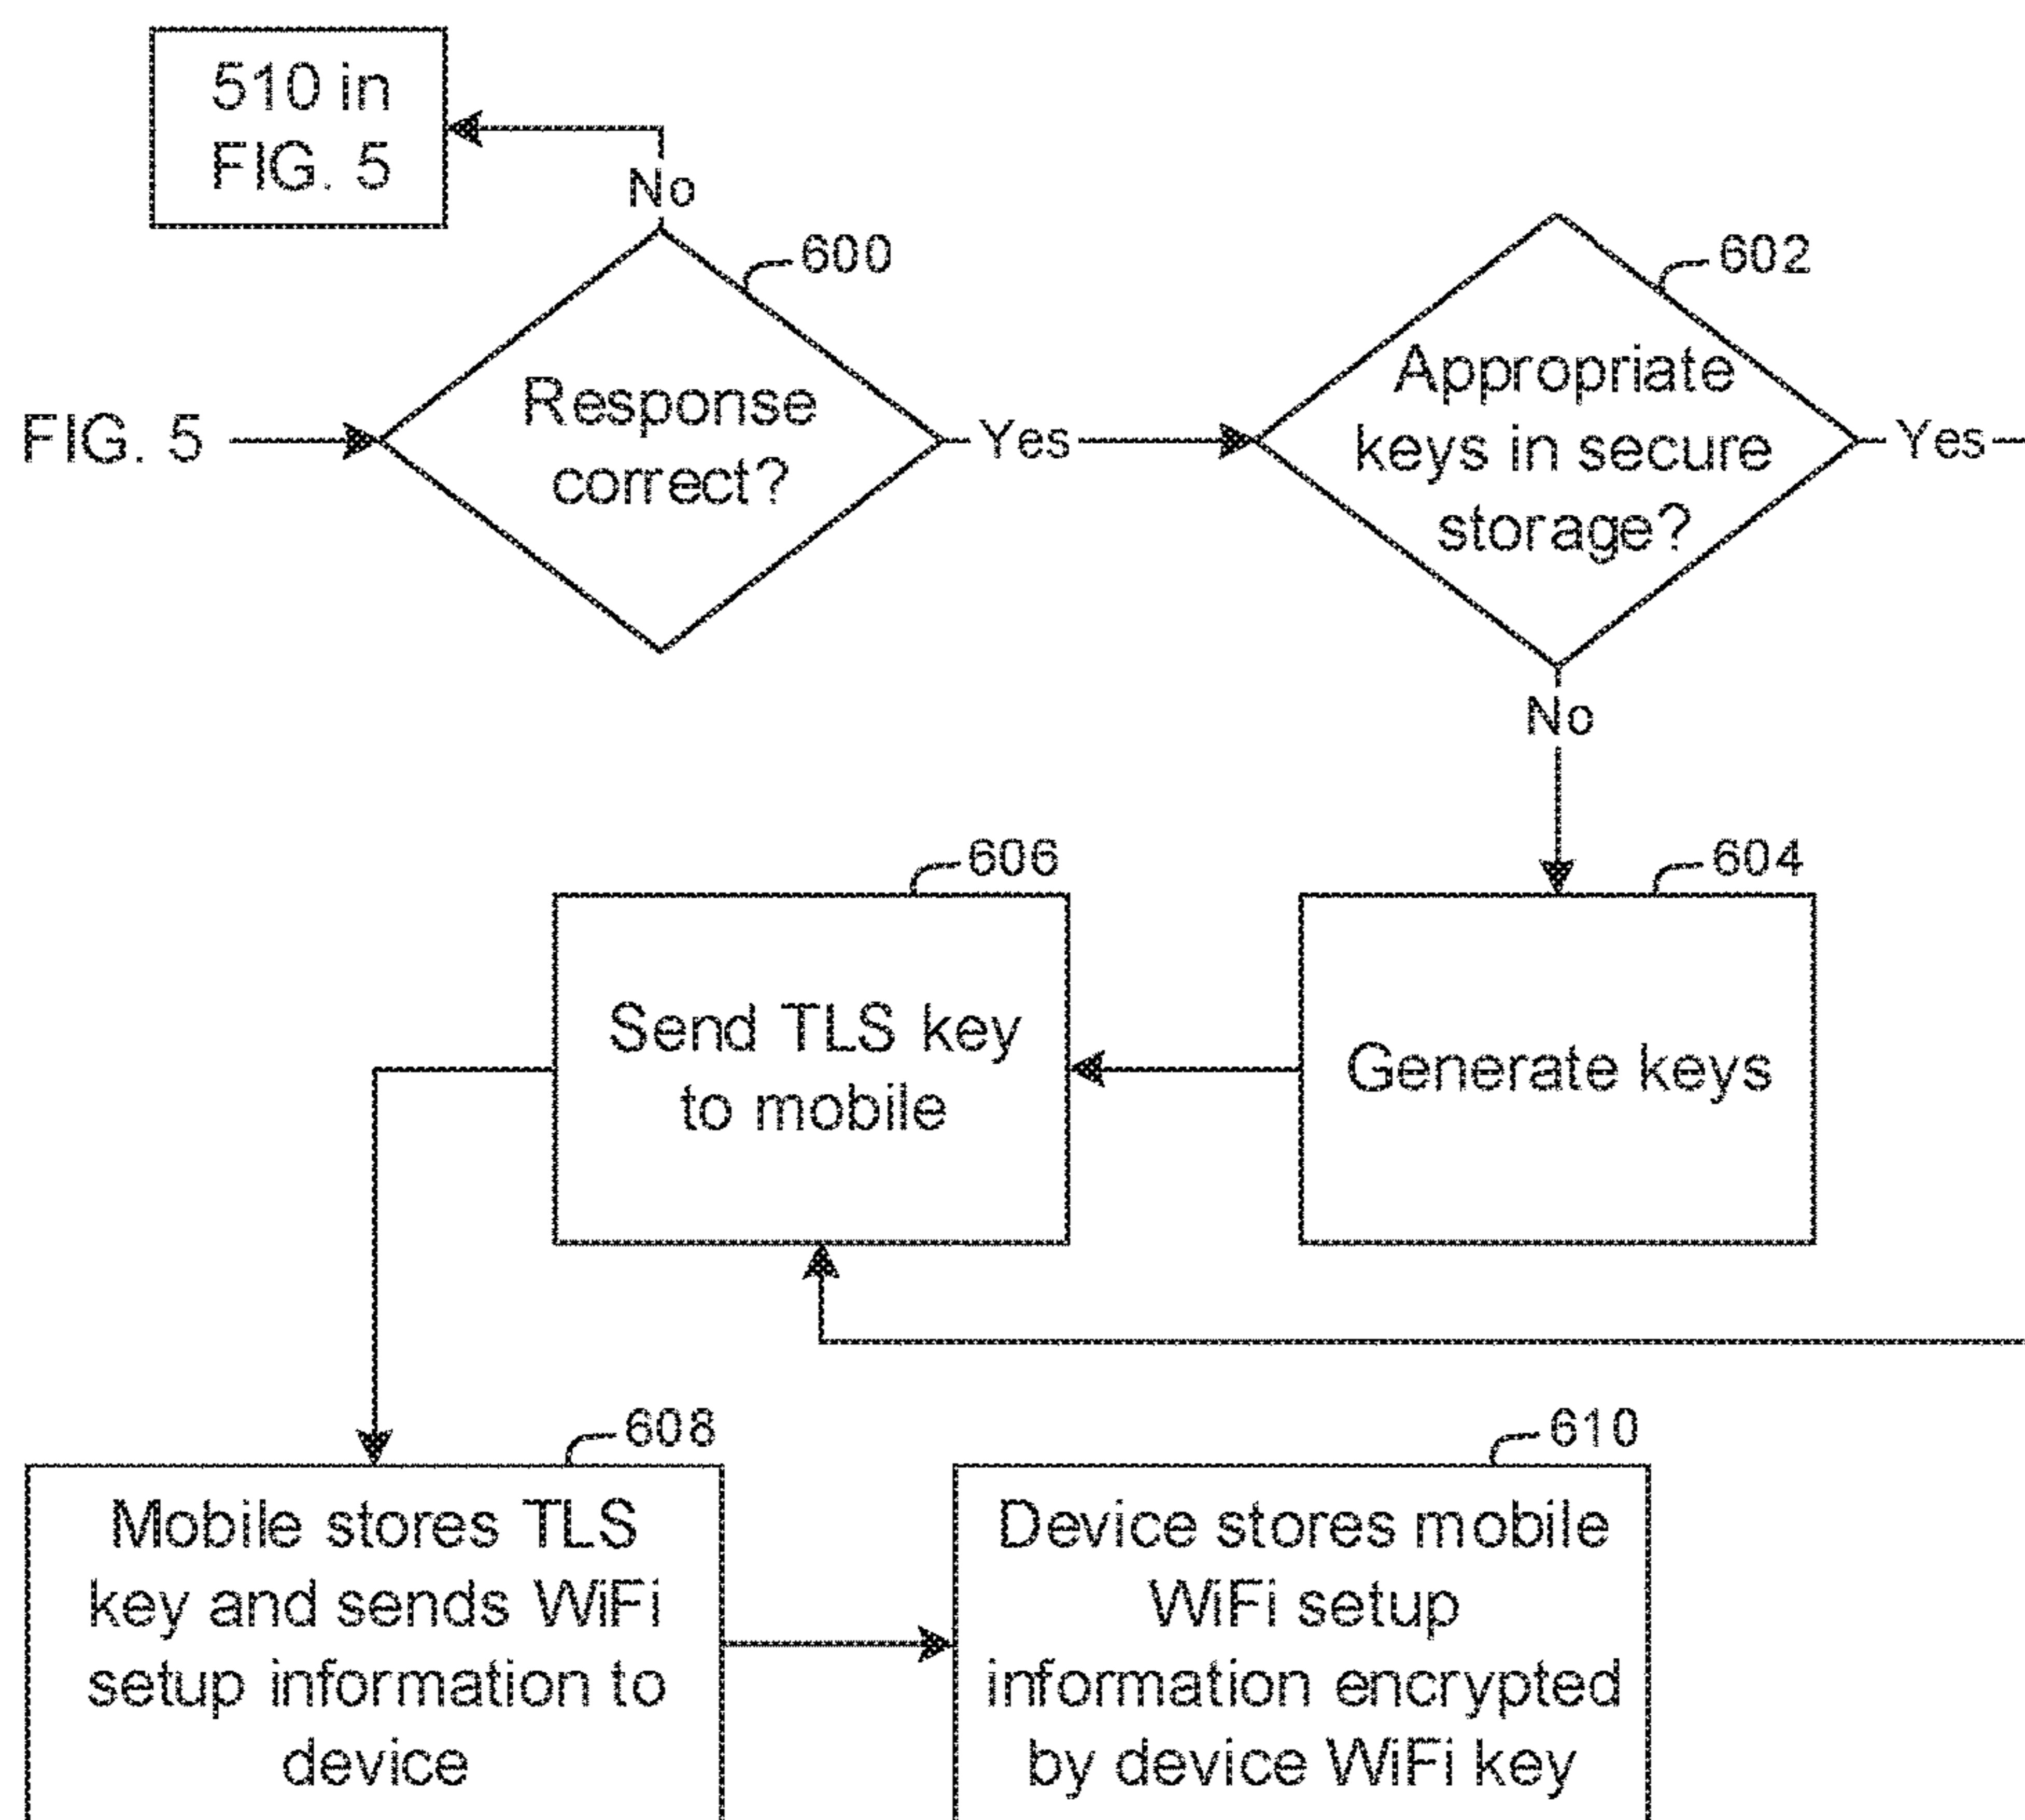 510 in
FIG. 5
No
600
602
FIG. 5
Response
correct?
Yes
Appropriate
keys in secure
storage?
Yes
No
606
604
Send TLS key
to mobile
Generate keys
608
610
Mobile stores TLS
key and sends WiFi
setup information to
device
Device stores mobile
WiFi setup
information encrypted
by device WiFi key